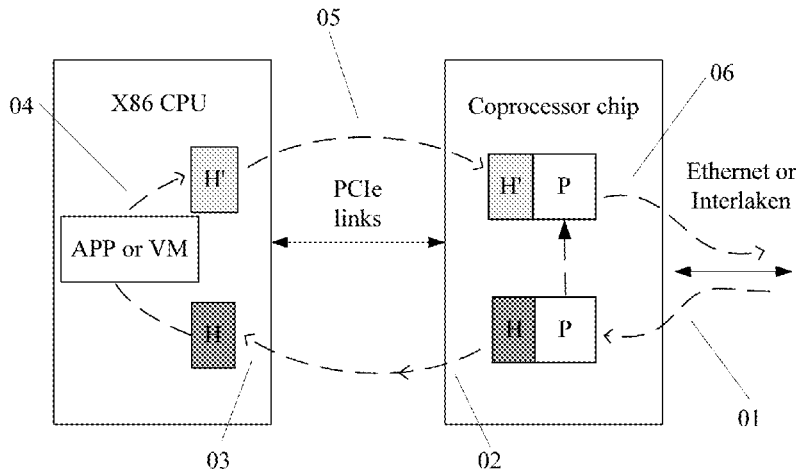 05
06
04
X86 CPU
Coprocessor chip
H'
PCIe
links
H'
P
Ethernet or
Interlaken
APP or VM
H
H
P
03
02
01